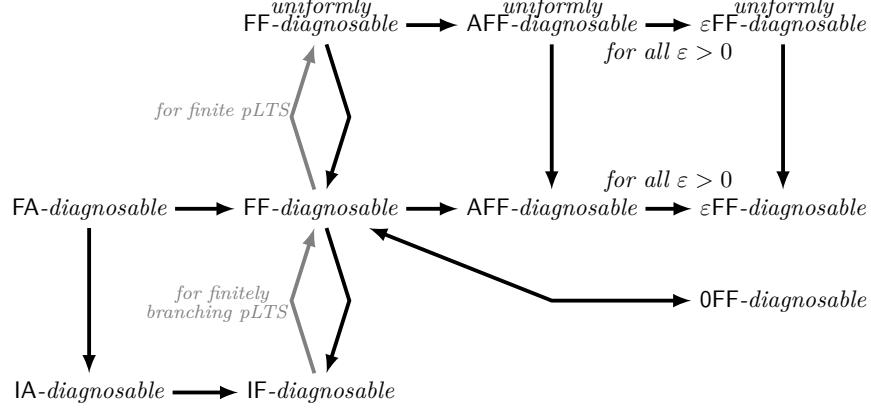 uniformly uniformly uniformly
FF-diagnosable AFF-diagnosable εFF-diagnosable
for all ε > 0
for finite pLTS
for all ε > 0
FA-diagnosable FF-diagnosable AFF-diagnosable εFF-diagnosable
for finitely
branching pLTS
0FF-diagnosable
IA-diagnosable IF-diagnosable